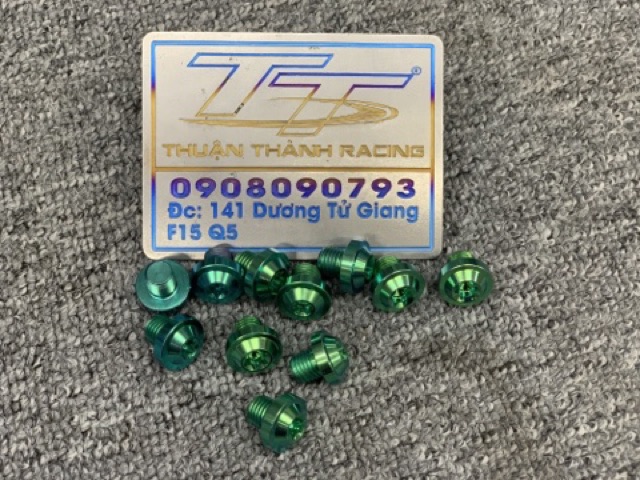 TT®
THUẬN THÀNH RACING
0908090793
Đc: 141 Dương Tử Giang
F15 Q5